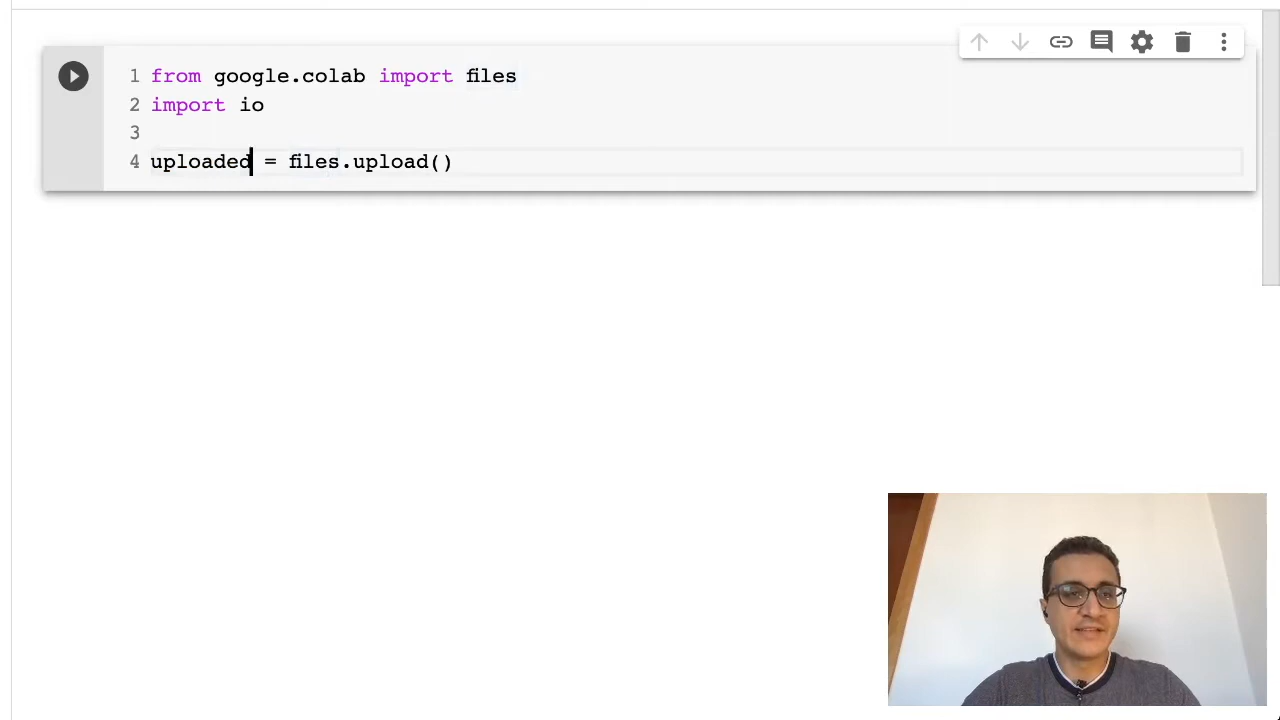 1 from google.colab import files
2 import io
3
4 uploaded = files.upload()